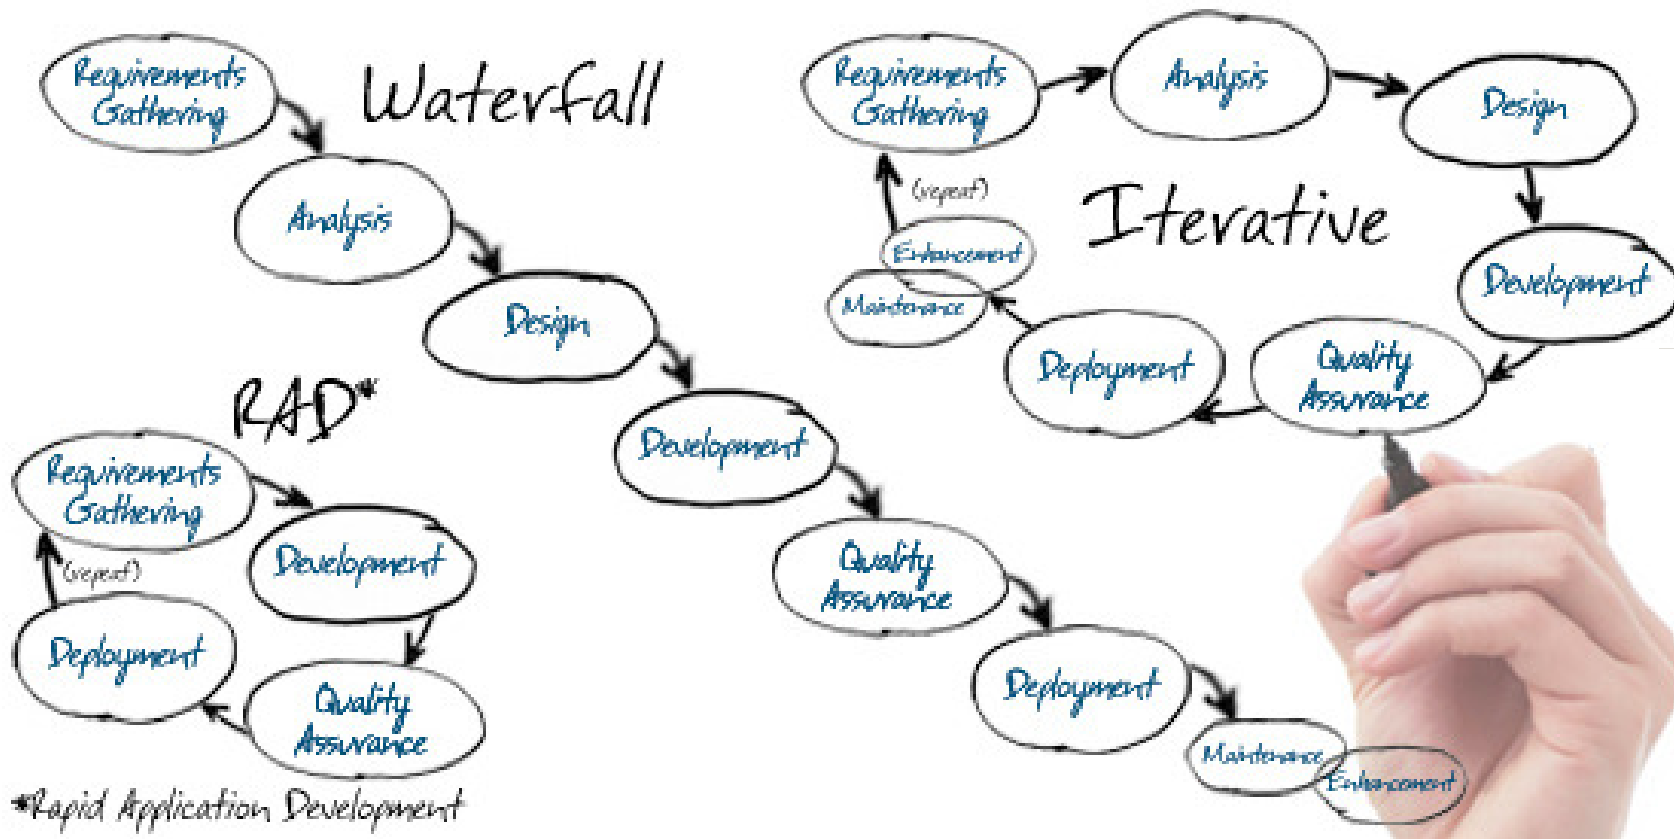 Waterfall
Requirements
Gathering
Analysis
Design
Development
Quality
Assurance
Deployment
Maintenance
Enhancement
Iterative
Requirements
Gathering
Analysis
Design
Development
Quality
Assurance
Deployment
Maintenance
Enhancement
(repeat)
RAD*
Requirements
Gathering
Development
Quality
Assurance
Deployment
(repeat)
*Rapid Application Development